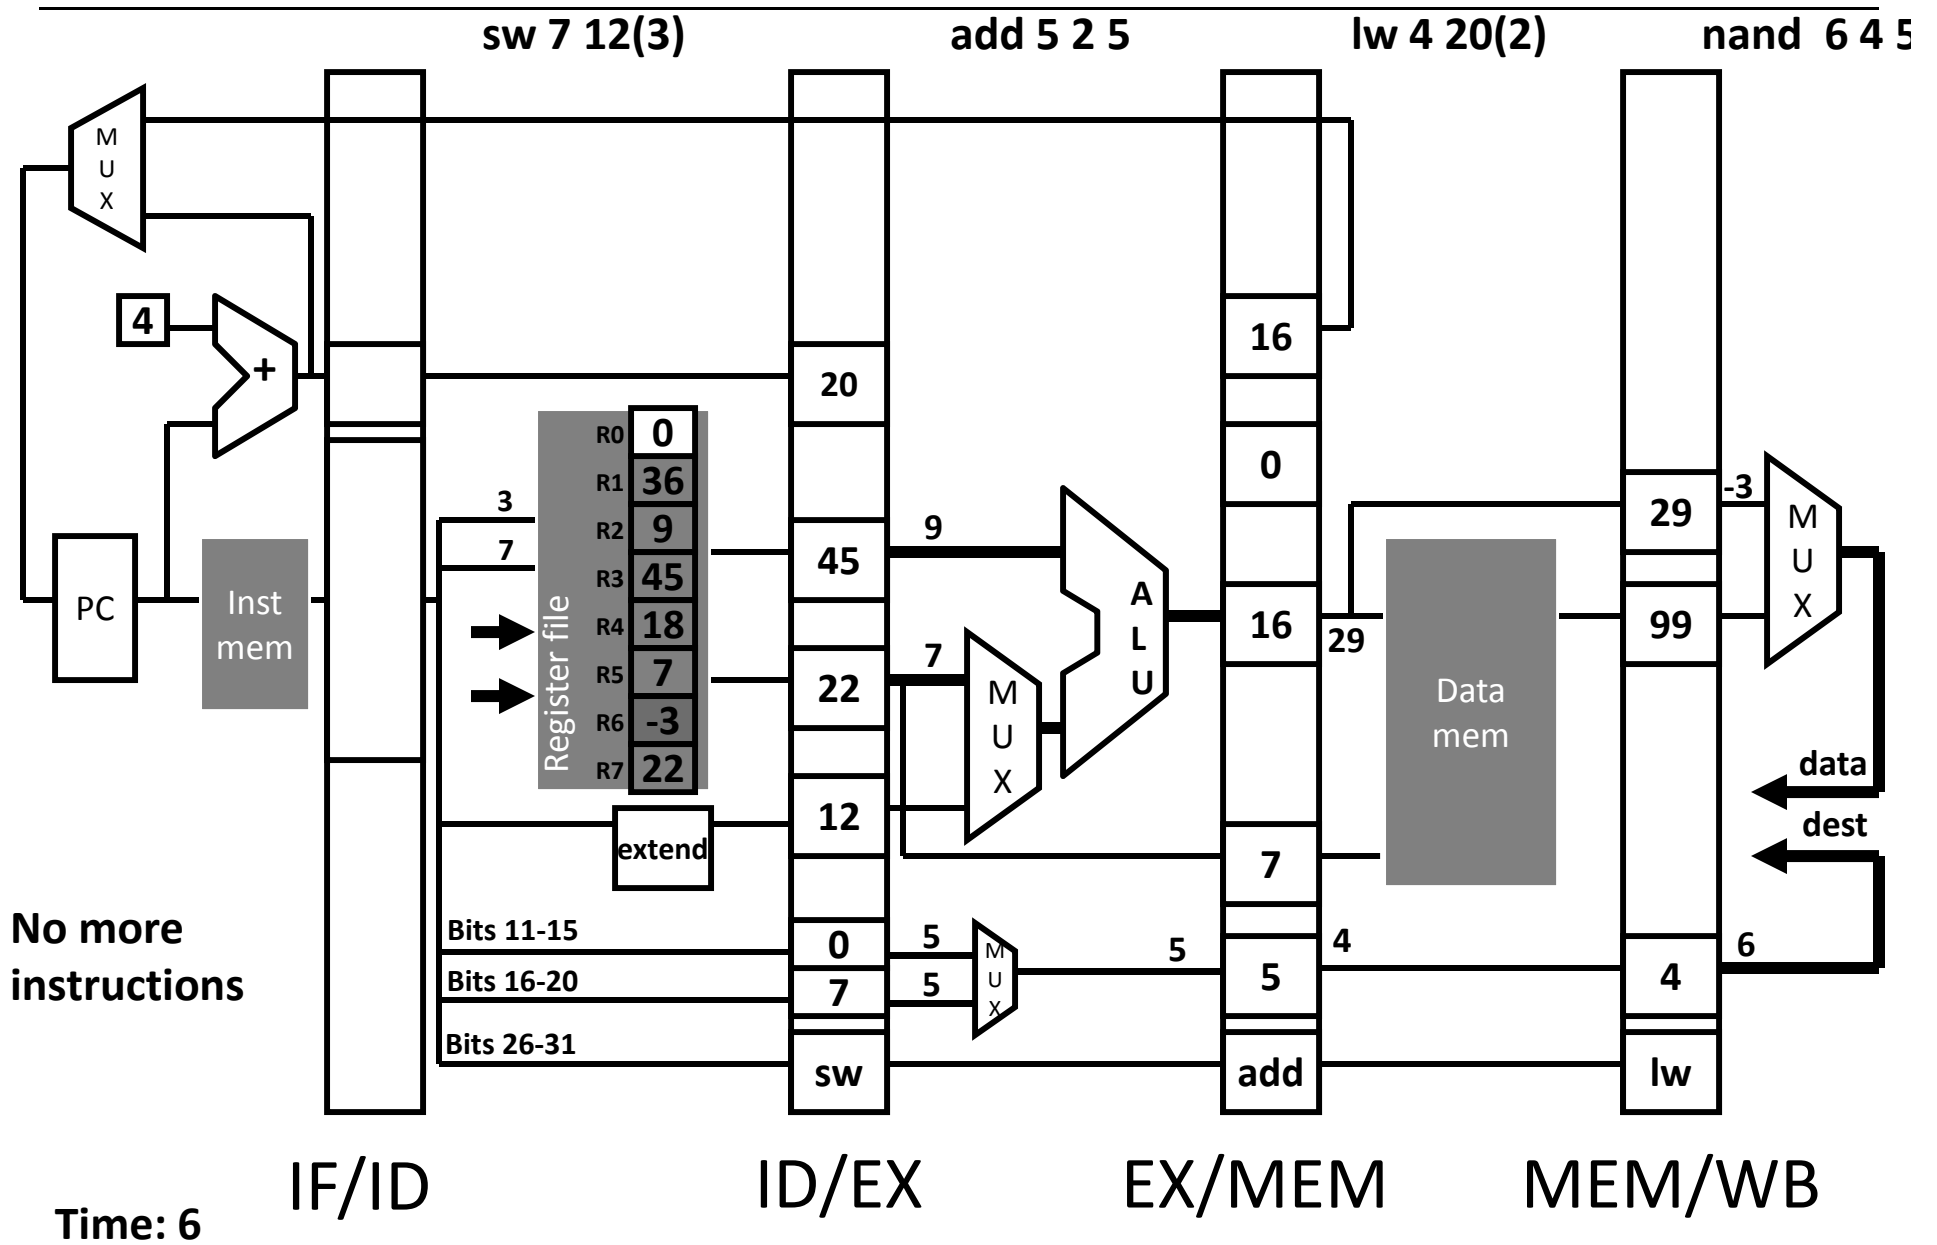 sw 7 12(3) add 5 2 5 lw 4 20(2) nand 6 4 5
M
U
X
4
+
PC
Inst
mem
3
7
Register file
R0 0
R1 36
R2 9
R3 45
R4 18
R5 7
R6 -3
R7 22
extend
Bits 11-15
Bits 16-20
Bits 26-31
20
45
22
12
0
7
sw
9
7
M
U
X
A
L
U
5
5
M
U
X
5
16
0
16
7
5
add
29
4
Data
mem
29
99
4
lw
-3
6
M
U
X
data
dest
No more
instructions
IF/ID ID/EX EX/MEM MEM/WB
Time: 6